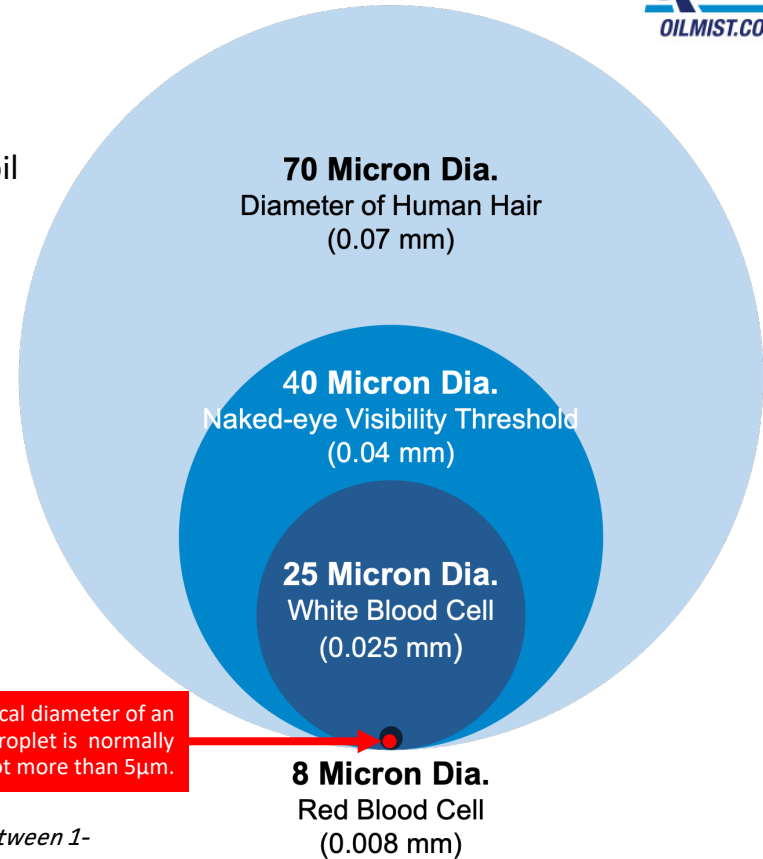 OILMIST.CO
il
70 Micron Dia.
Diameter of Human Hair
(0.07 mm)
40 Micron Dia.
Naked-eye Visibility Threshold
(0.04 mm)
25 Micron Dia.
White Blood Cell
(0.025 mm)
cal diameter of an
roplet is normally
ot more than 5µm.
8 Micron Dia.
Red Blood Cell
(0.008 mm)
tween 1-